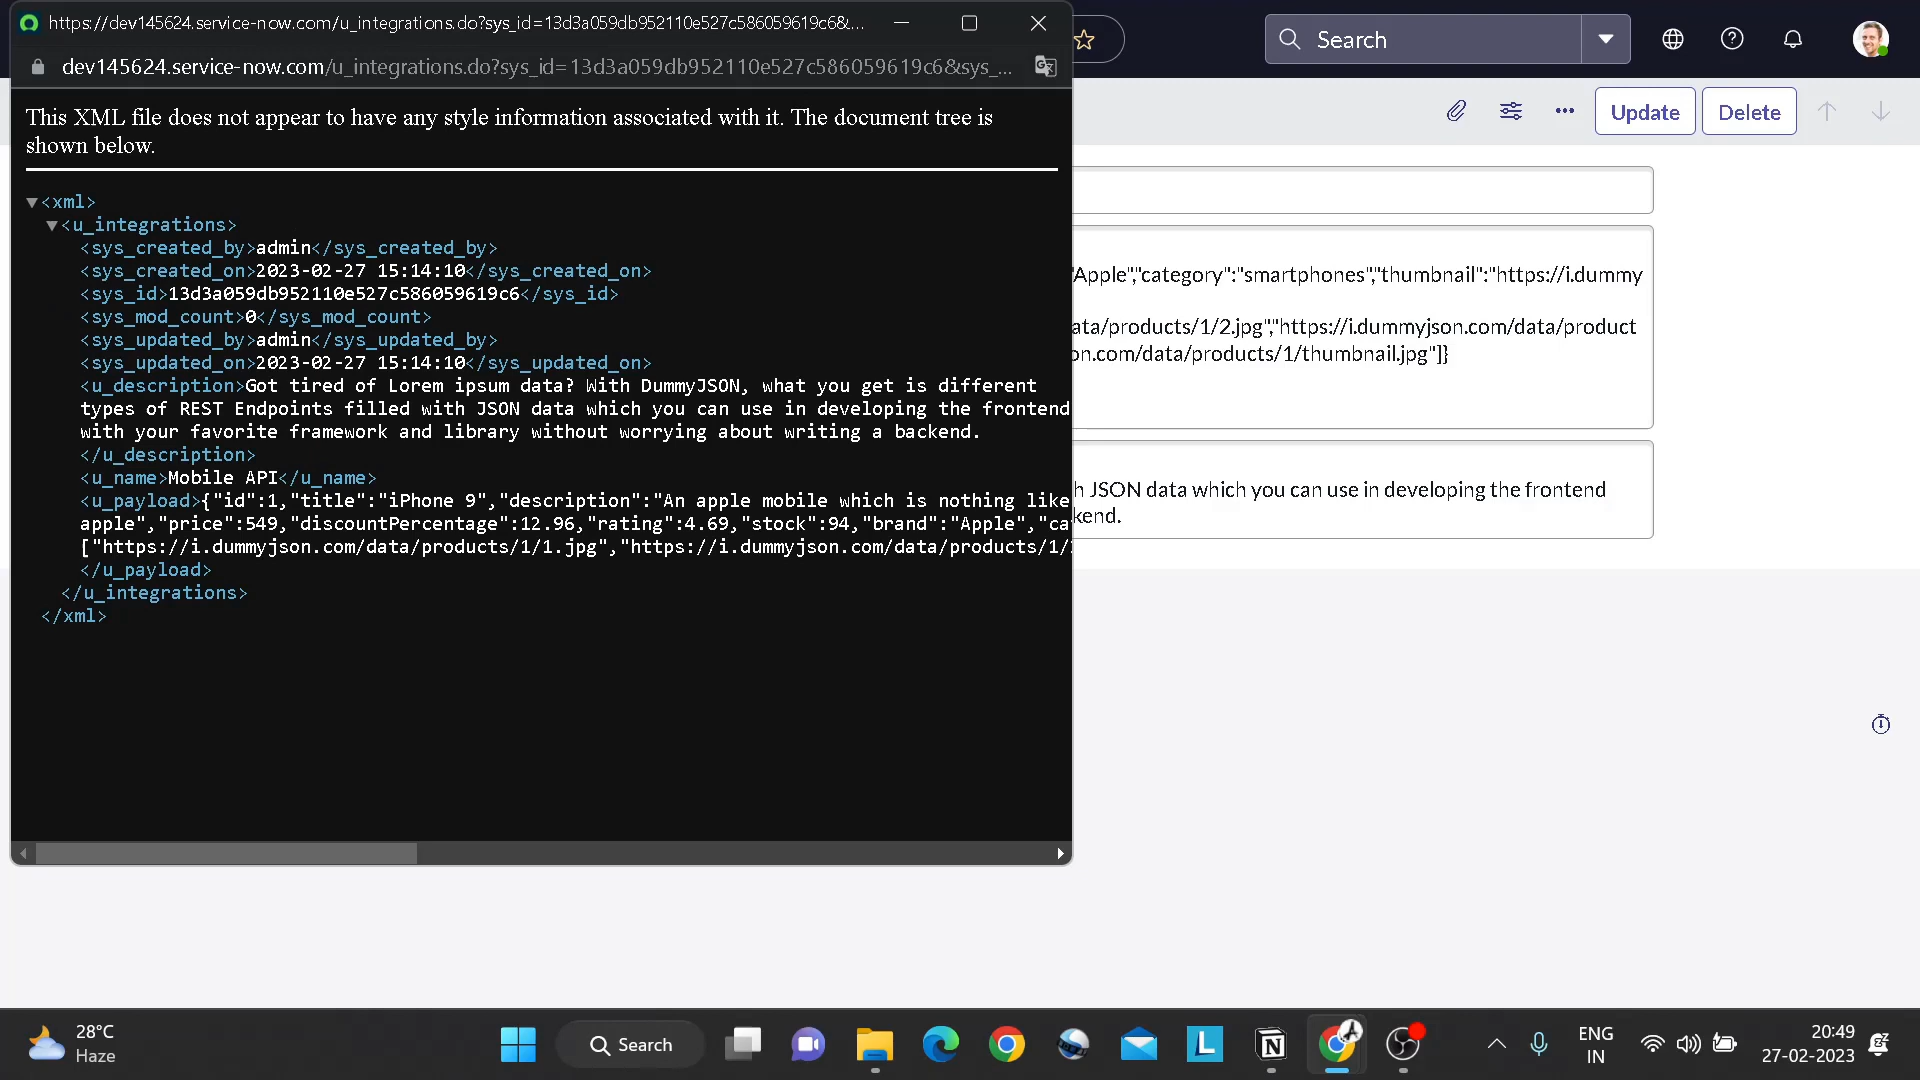 https://dev145624.service-now.com/u_integrations.do?sys_id=13d3a059db952110e527c586059619c6&...
dev145624.service-now.com/u_integrations.do?sys_id=13d3a059db952110e527c586059619c6&sys_...
Search
Update
Delete
This XML file does not appear to have any style information associated with it. The document tree is
shown below.
<xml>
<u_integrations>
<sys_created_by>admin</sys_created_by>
<sys_created_on>2023-02-27 15:14:10</sys_created_on>
<sys_id>13d3a059db952110e527c586059619c6</sys_id>
<sys_mod_count>0</sys_mod_count>
<sys_updated_by>admin</sys_updated_by>
<sys_updated_on>2023-02-27 15:14:10</sys_updated_on>
<u_description>Got tired of Lorem ipsum data? With DummyJSON, what you get is different
types of REST Endpoints filled with JSON data which you can use in developing the frontend
with your favorite framework and library without worrying about writing a backend.
</u_description>
<u_name>Mobile API</u_name>
<u_payload>{"id":1,"title":"iPhone 9","description":"An apple mobile which is nothing like
apple","price":549,"discountPercentage":12.96,"rating":4.69,"stock":94,"brand":"Apple","ca
["https://i.dummyjson.com/data/products/1/1.jpg","https://i.dummyjson.com/data/products/1/
</u_payload>
</u_integrations>
</xml>
"Apple","category":"smartphones","thumbnail":"https://i.dummy
ata/products/1/2.jpg","https://i.dummyjson.com/data/product
on.com/data/products/1/thumbnail.jpg"]}
h JSON data which you can use in developing the frontend
kend.
28°C
Haze
Search
ENG
IN
20:49
27-02-2023